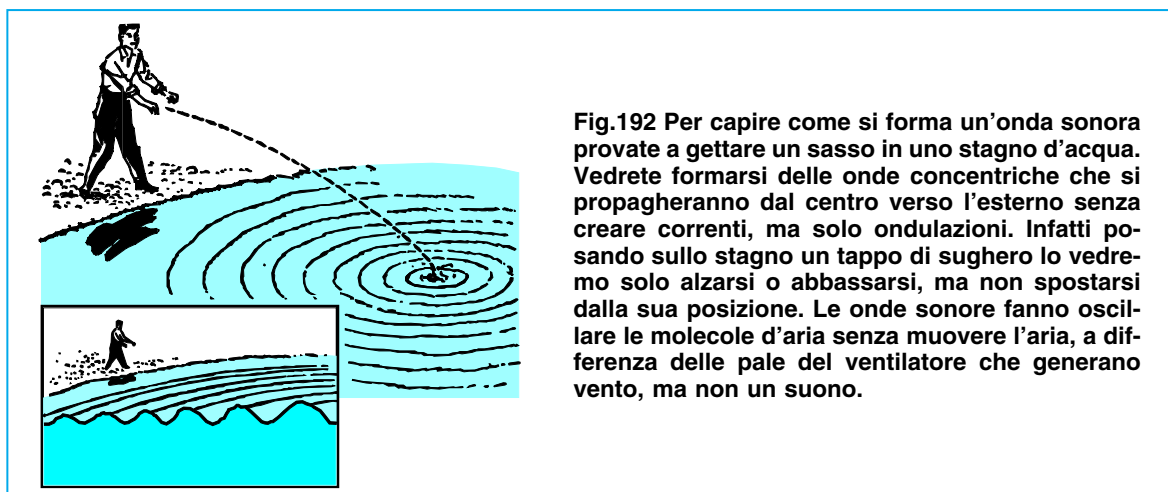 Fig.192 Per capire come si forma un’onda sonora
provate a gettare un sasso in uno stagno d’acqua.
Vedrete formarsi delle onde concentriche che si
propagheranno dal centro verso l’esterno senza
creare correnti, ma solo ondulazioni. Infatti po-
sando sullo stagno un tappo di sughero lo vedre-
mo solo alzarsi o abbassarsi, ma non spostarsi
dalla sua posizione. Le onde sonore fanno oscil-
lare le molecole d’aria senza muovere l’aria, a dif-
ferenza delle pale del ventilatore che generano
vento, ma non un suono.